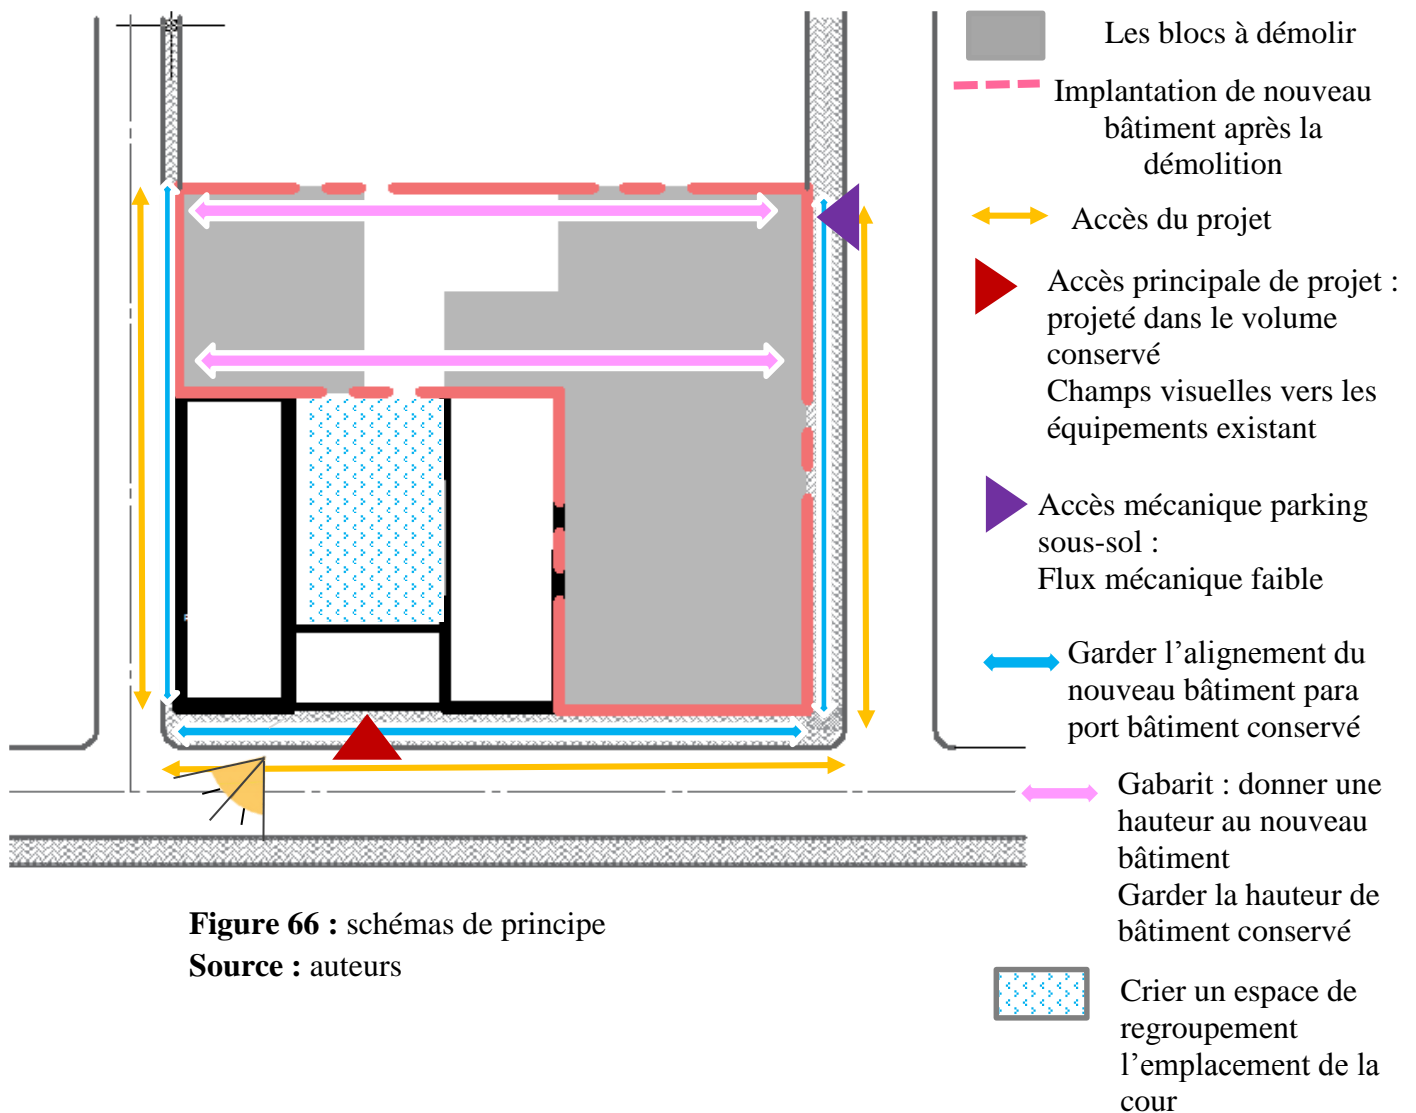 Les blocs à démolir
Implantation de nouveau
bâtiment après la
démolition
Accès du projet
Accès principale de projet :
projeté dans le volume
conservé
Champs visuelles vers les
équipements existant
Accès mécanique parking
sous-sol :
Flux mécanique faible
Garder l’alignement du
nouveau bâtiment para
port bâtiment conservé
Gabarit : donner une
hauteur au nouveau
bâtiment
Garder la hauteur de
bâtiment conservé
Crier un espace de
regroupement
l’emplacement de la
cour
Figure 66 : schémas de principe
Source : auteurs